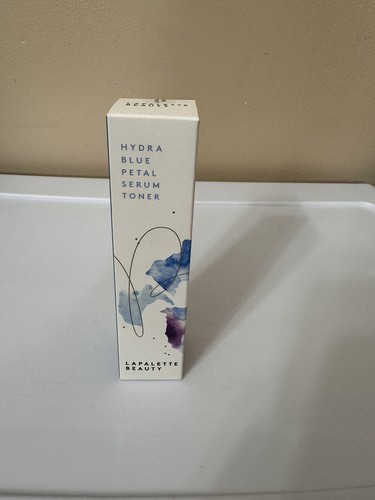 HYDRA
BLUE
PETAL
SERUM
TONER
LAPALETTE
BEAUTY